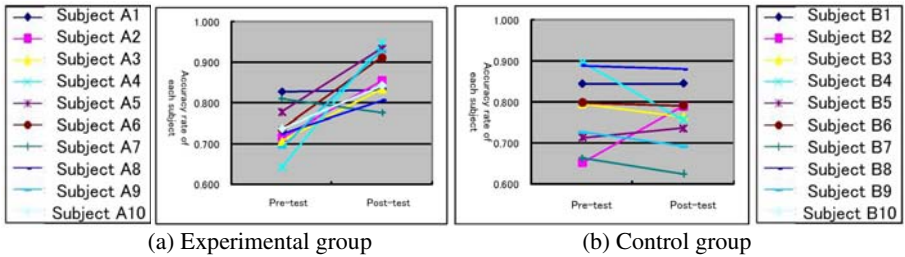 Subject A1
Subject A2
Subject A3
Subject A4
Subject A5
Subject A6
Subject A7
Subject A8
Subject A9
Subject A10
Accuracy rate of
each subject
1.000
0.900
0.800
0.700
0.600
Pre-test
Post-test
(a) Experimental group
Accuracy rate of
each subject
1.000
0.900
0.800
0.700
0.600
Pre-test
Post-test
Subject B1
Subject B2
Subject B3
Subject B4
Subject B5
Subject B6
Subject B7
Subject B8
Subject B9
Subject B10
(b) Control group